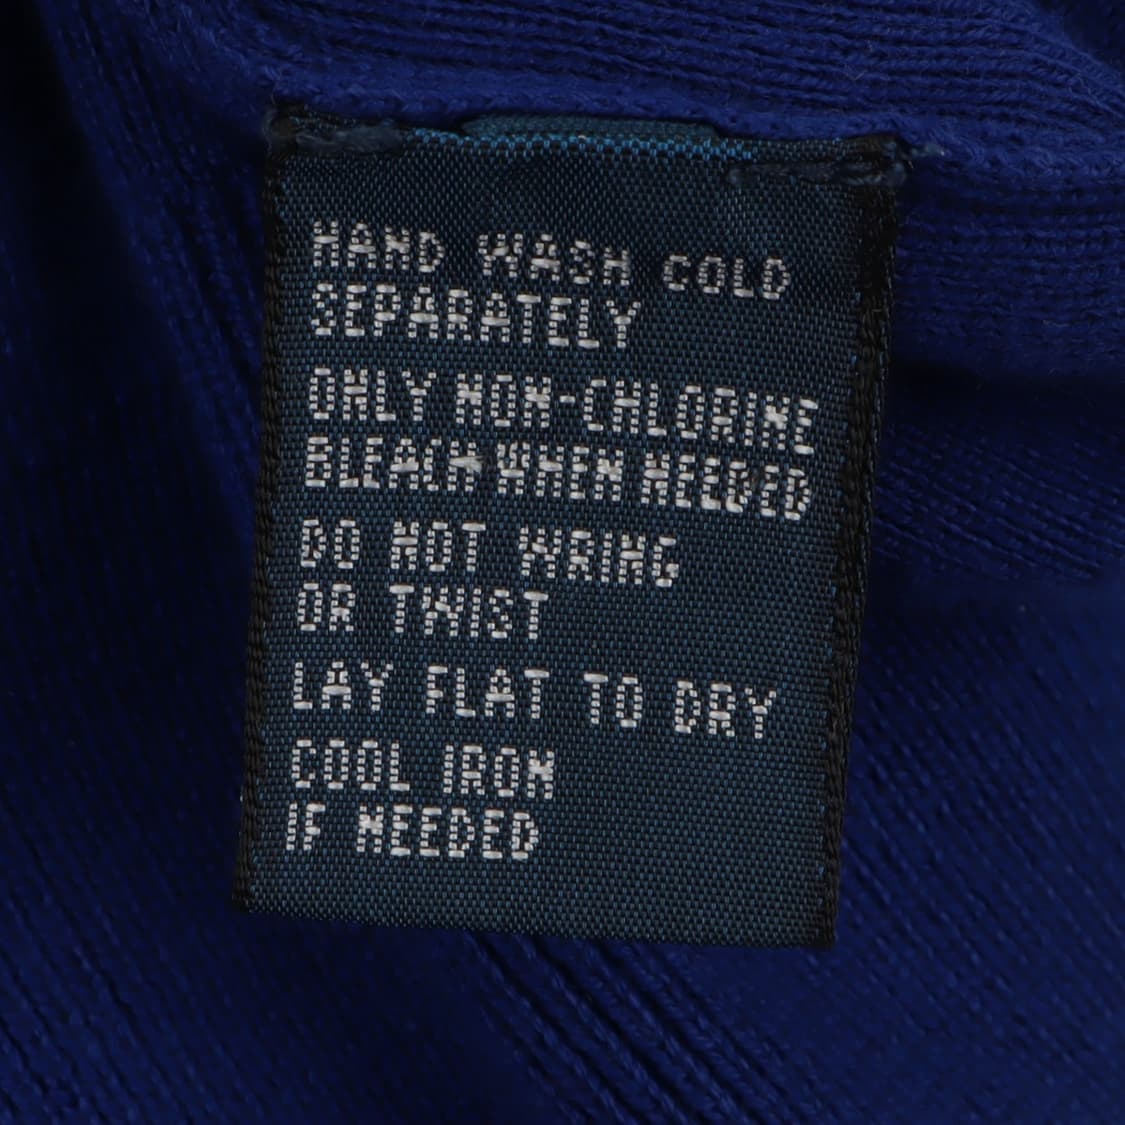 HAND WASH COLD
SEPARATELY
ONLY NON-CHLORINE
BLEACH WHEN NEEDED
DO NOT WRING
OR TWIST
LAY FLAT TO DRY
COOL IRON
IF NEEDED